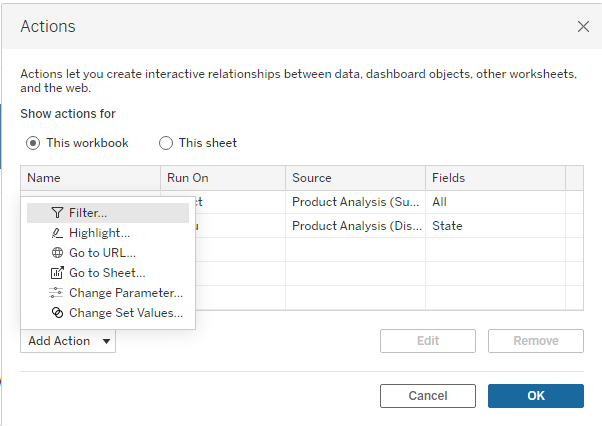 Actions
Actions let you create interactive relationships between data, dashboard objects, other worksheets,
and the web.
Show actions for
This workbook
This sheet
Name Run On Source Fields
Product Analysis (Su... All
Product Analysis (Dis... State
Filter...
Highlight...
Go to URL...
Go to Sheet...
Change Parameter...
Change Set Values...
Add Action Edit Remove
Cancel OK